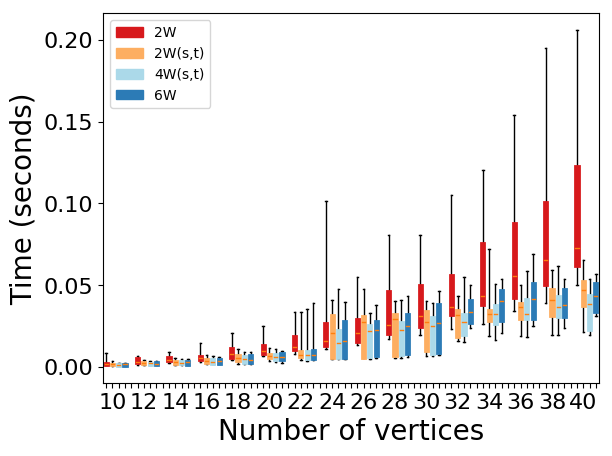 0.20
0.15
0.10
0.05
0.00
Time (seconds)
2W
2W(s,t)
4W(s,t)
6W
10 12 14 16 18 20 22 24 26 28 30 32 34 36 38 40
Number of vertices